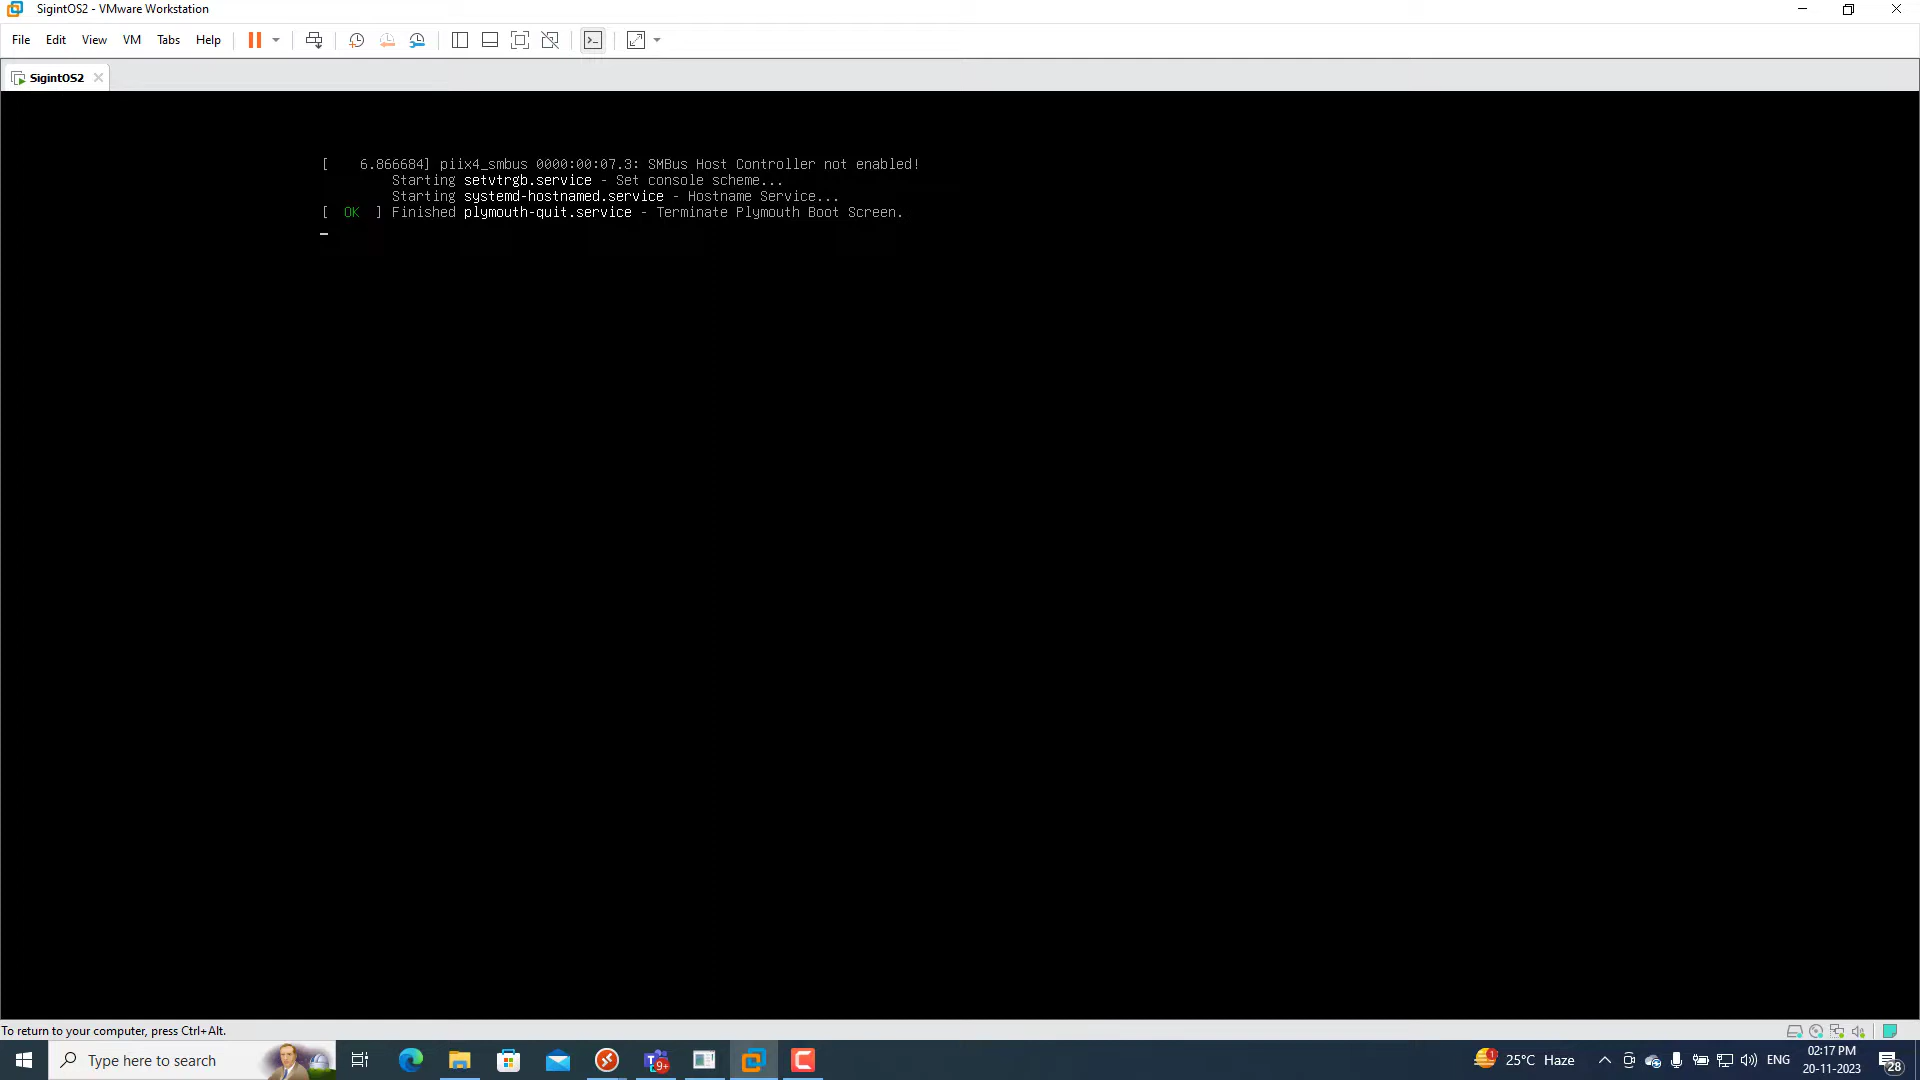 SigintOS2 - VMware Workstation
File Edit View VM Tabs Help
SigintOS2
[    6.866684] piix4_smbus 0000:00:07.3: SMBus Host Controller not enabled!
         Starting setvtrgb.service - Set console scheme...
         Starting systemd-hostnamed.service - Hostname Service...
[  OK  ] Finished plymouth-quit.service - Terminate Plymouth Boot Screen.
To return to your computer, press Ctrl+Alt.
Type here to search
9+
1
25°C Haze
ENG
02:17 PM
20-11-2023
28